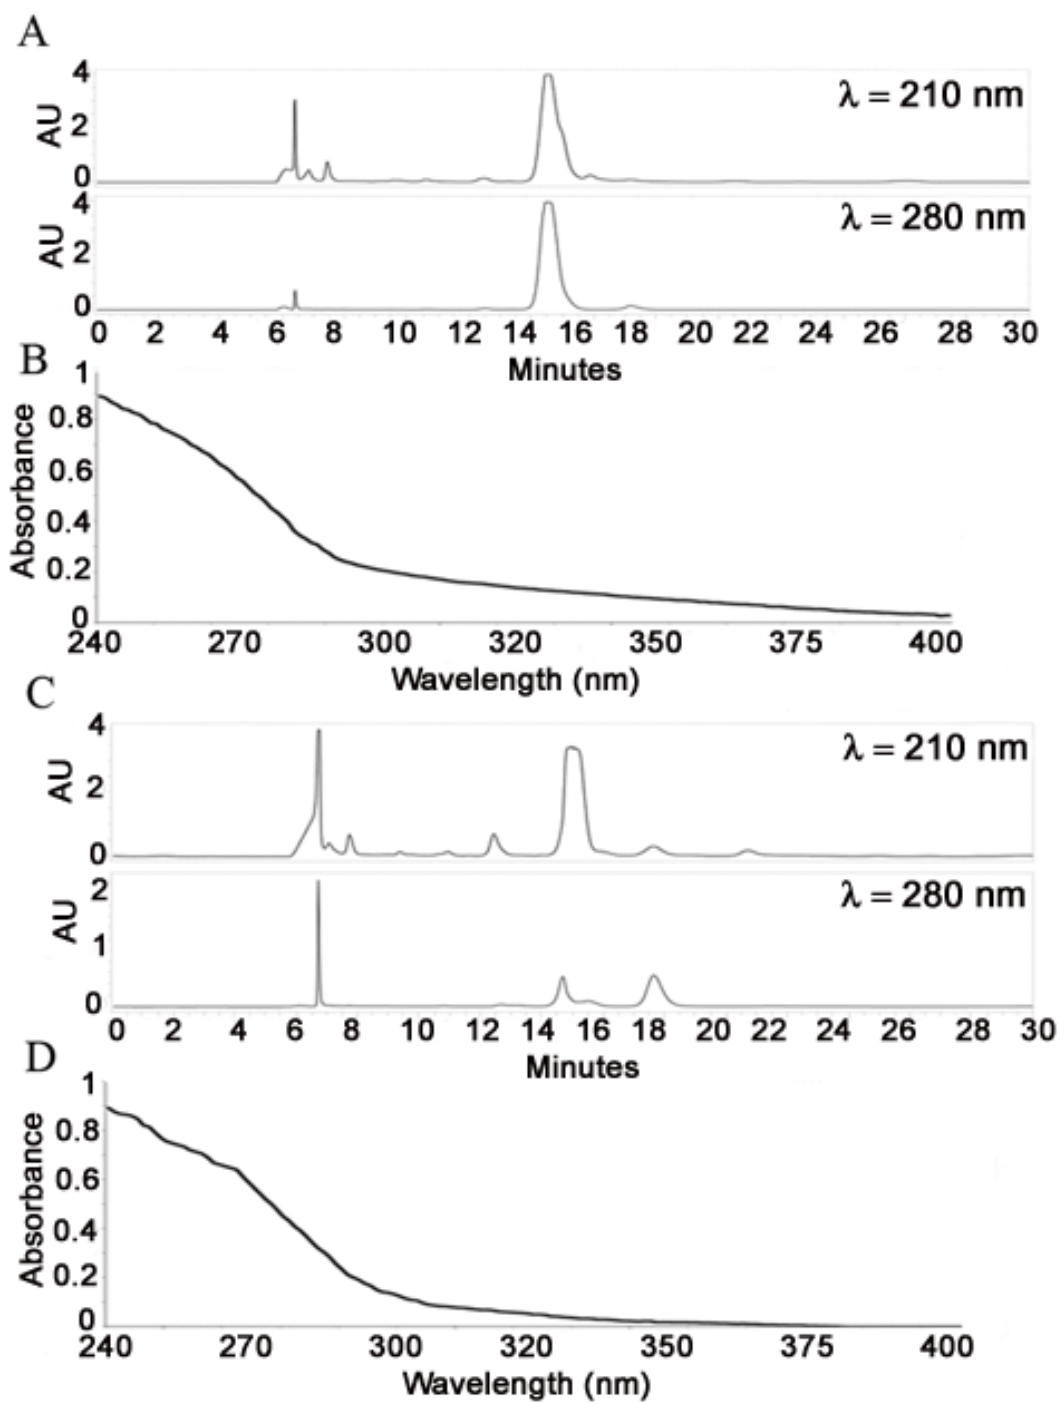 A
4
2
0
AU
λ = 210 nm
4
2
0
AU
λ = 280 nm
0 2 4 6 8 10 12 14 16 18 20 22 24 26 28 30
Minutes
B
1
0.8
0.6
0.4
0.2
0
Absorbance
240 270 300 320 350 375 400
Wavelength (nm)
C
4
2
0
AU
λ = 210 nm
2
1
0
AU
λ = 280 nm
0 2 4 6 8 10 12 14 16 18 20 22 24 26 28 30
Minutes
D
1
0.8
0.6
0.4
0.2
0
Absorbance
240 270 300 320 350 375 400
Wavelength (nm)